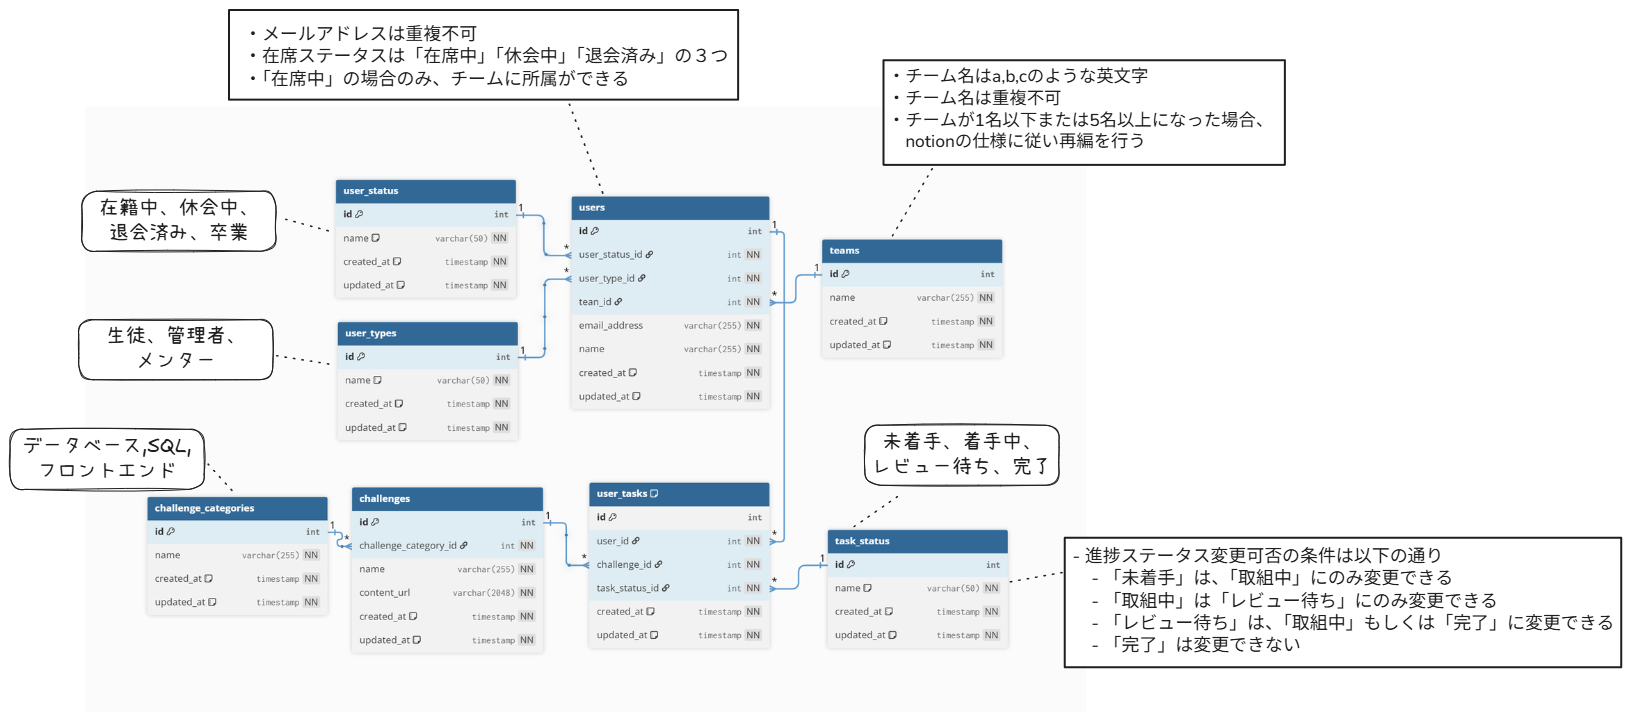 ・メールアドレスは重複不可
・在席ステータスは「在席中」「休会中」「退会済み」の３つ
・「在席中」の場合のみ、チームに所属ができる
・チーム名はa,b,cのような英文字
・チーム名は重複不可
・チームが1名以下または5名以上になった場合、
notionの仕様に従い再編を行う
在籍中、休会中、
退会済み、卒業
user_status
id int
name varchar(50) NN
created_at timestamp NN
updated_at timestamp NN
1
*
users
id int
user_status_id int NN
user_type_id int NN
tean_id int NN
email_address varchar(255) NN
name varchar(255) NN
created_at timestamp NN
updated_at timestamp NN
1
*
*
1
teams
id int
name varchar(255) NN
created_at timestamp NN
updated_at timestamp NN
生徒、管理者、
メンター
user_types
id int
name varchar(50) NN
created_at timestamp NN
updated_at timestamp NN
1
データベース,SQL,
フロントエンド
challenge_categories
id int
name varchar(255) NN
created_at timestamp NN
updated_at timestamp NN
1
*
challenges
id int
challenge_category_id int NN
name varchar(255) NN
content_url varchar(2048) NN
created_at timestamp NN
updated_at timestamp NN
1
*
user_tasks
id int
user_id int NN
challenge_id int NN
task_status_id int NN
created_at timestamp NN
updated_at timestamp NN
*
*
1
未着手、着手中、
レビュー待ち、完了
task_status
id int
name varchar(50) NN
created_at timestamp NN
updated_at timestamp NN
- 進捗ステータス変更可否の条件は以下の通り
- 「未着手」は、「取組中」にのみ変更できる
- 「取組中」は「レビュー待ち」にのみ変更できる
- 「レビュー待ち」は、「取組中」もしくは「完了」に変更できる
- 「完了」は変更できない